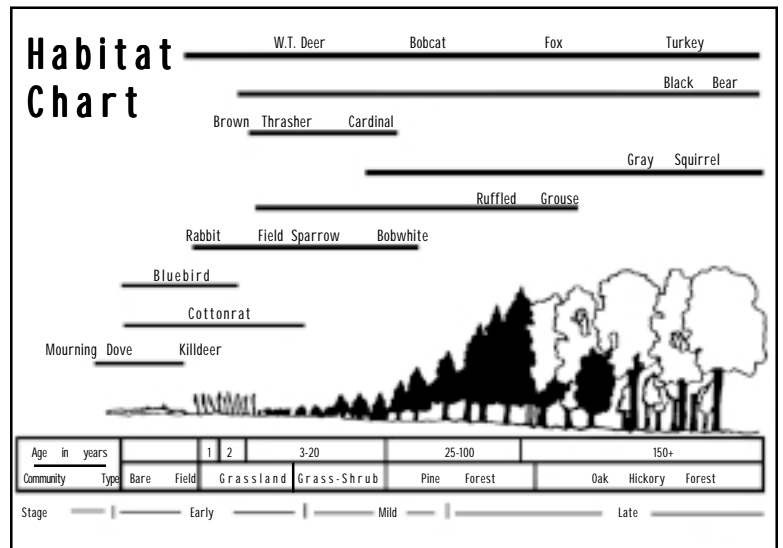 Habitat
Chart
W.T. Deer Bobcat Fox Turkey
Black Bear
Brown Thrasher Cardinal
Gray Squirrel
Ruffled Grouse
Rabbit Field Sparrow Bobwhite
Bluebird
Cottonrat
Mourning Dove Killdeer
Age in years 1 2 3-20 25-100 150+
Community Type Bare Field Grassland Grass-Shrub Pine Forest Oak Hickory Forest
Stage Early Mild Late